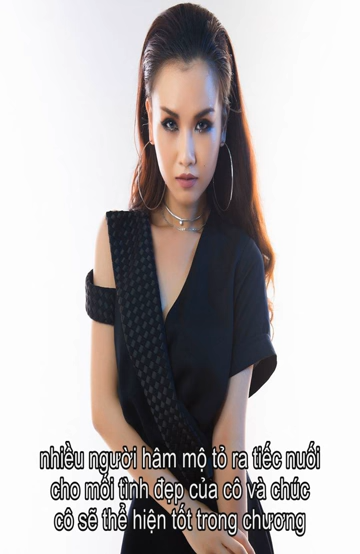 nhiều người hâm mộ tỏ ra tiếc nuối
cho mối tình đẹp của cô và chúc
cô sẽ thể hiện tốt trong chương